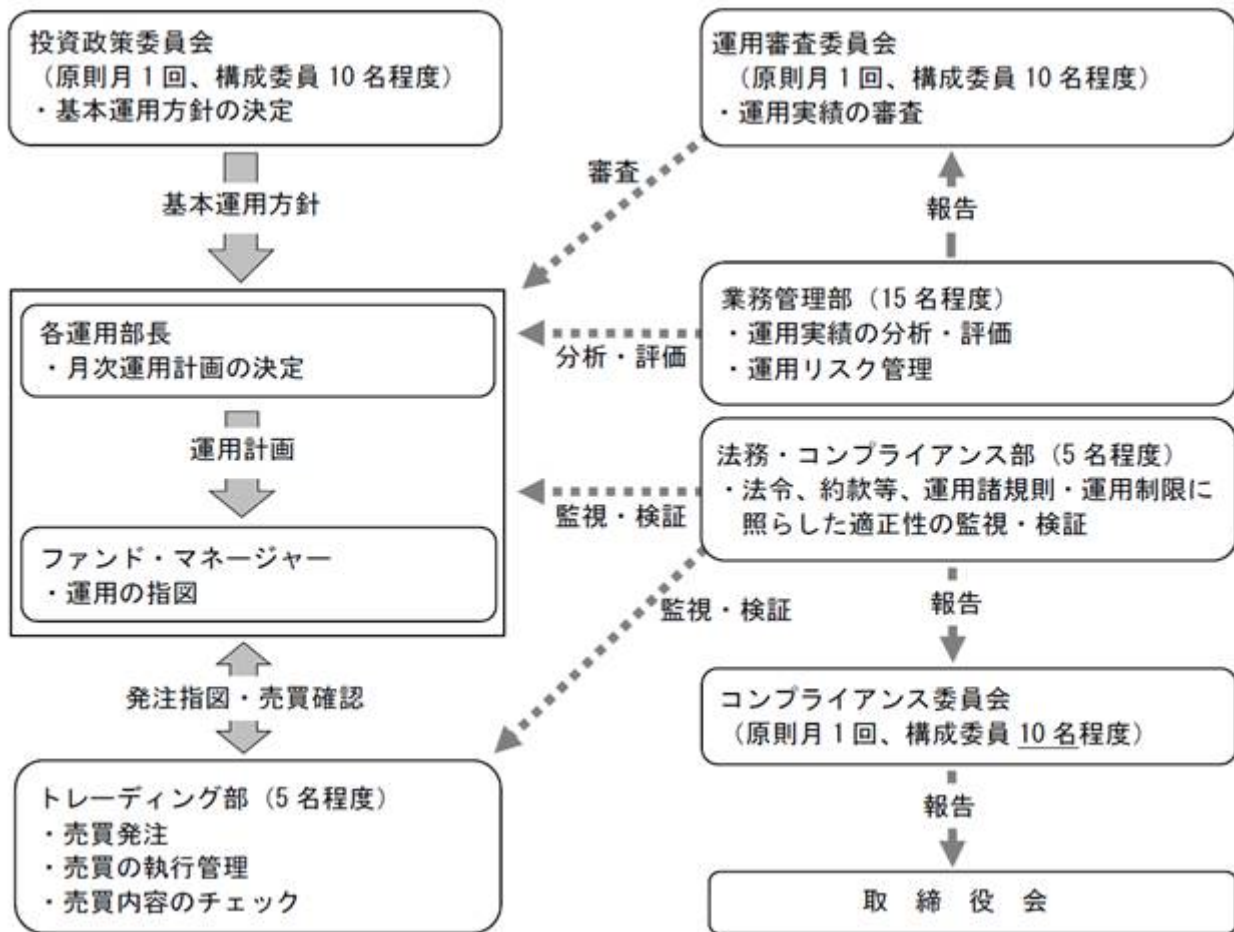 投資政策委員会
（原則月1回、構成委員 10 名程度）
・基本運用方針の決定
基本運用方針
各運用部長
・月次運用計画の決定
運用計画
ファンド・マネージャー
・運用の指図
発注指図・売買確認
トレーディング部（5 名程度）
・売買発注
・売買の執行管理
・売買内容のチェック
運用審査委員会
（原則月1回、構成委員 10 名程度）
・運用実績の審査
審査
報告
業務管理部（15 名程度）
・運用実績の分析・評価
・運用リスク管理
分析・評価
法務・コンプライアンス部（5 名程度）
・法令、約款等、運用諸規則・運用制限に
照らした適正性の監視・検証
監視・検証
監視・検証
報告
コンプライアンス委員会
（原則月1回、構成委員 10 名程度）
報告
取　締　役　会